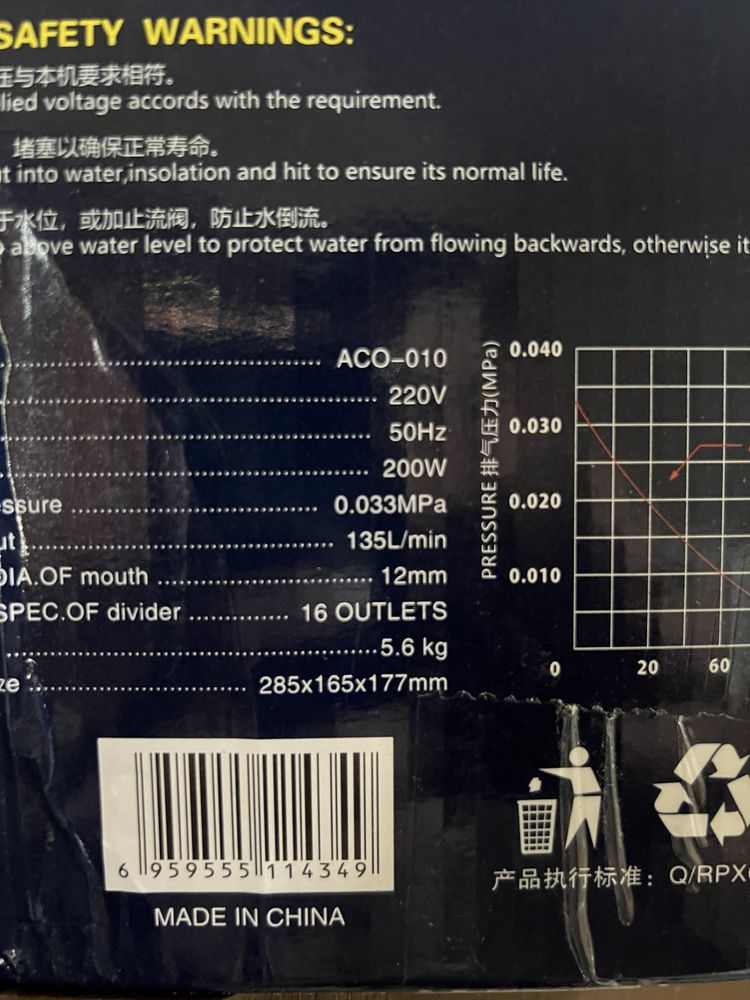 SAFETY WARNINGS:
压与本机要求相符。
lied voltage accords with the requirement.
堵塞以确保正常寿命。
t into water,insolation and hit to ensure its normal life.
于水位，或加止流阀，防止水倒流。
above water level to protect water from flowing backwards, otherwise it
ACO-010
220V
50Hz
200W
ssure 0.033MPa
ut 135L/min
DIA.OF mouth 12mm
SPEC.OF divider 16 OUTLETS
5.6 kg
ze 285x165x177mm
PRESSURE 排气压力(MPa)
0.040
0.030
0.020
0.010
0 20 60
6 959555 114349
MADE IN CHINA
产品执行标准：Q/RPX